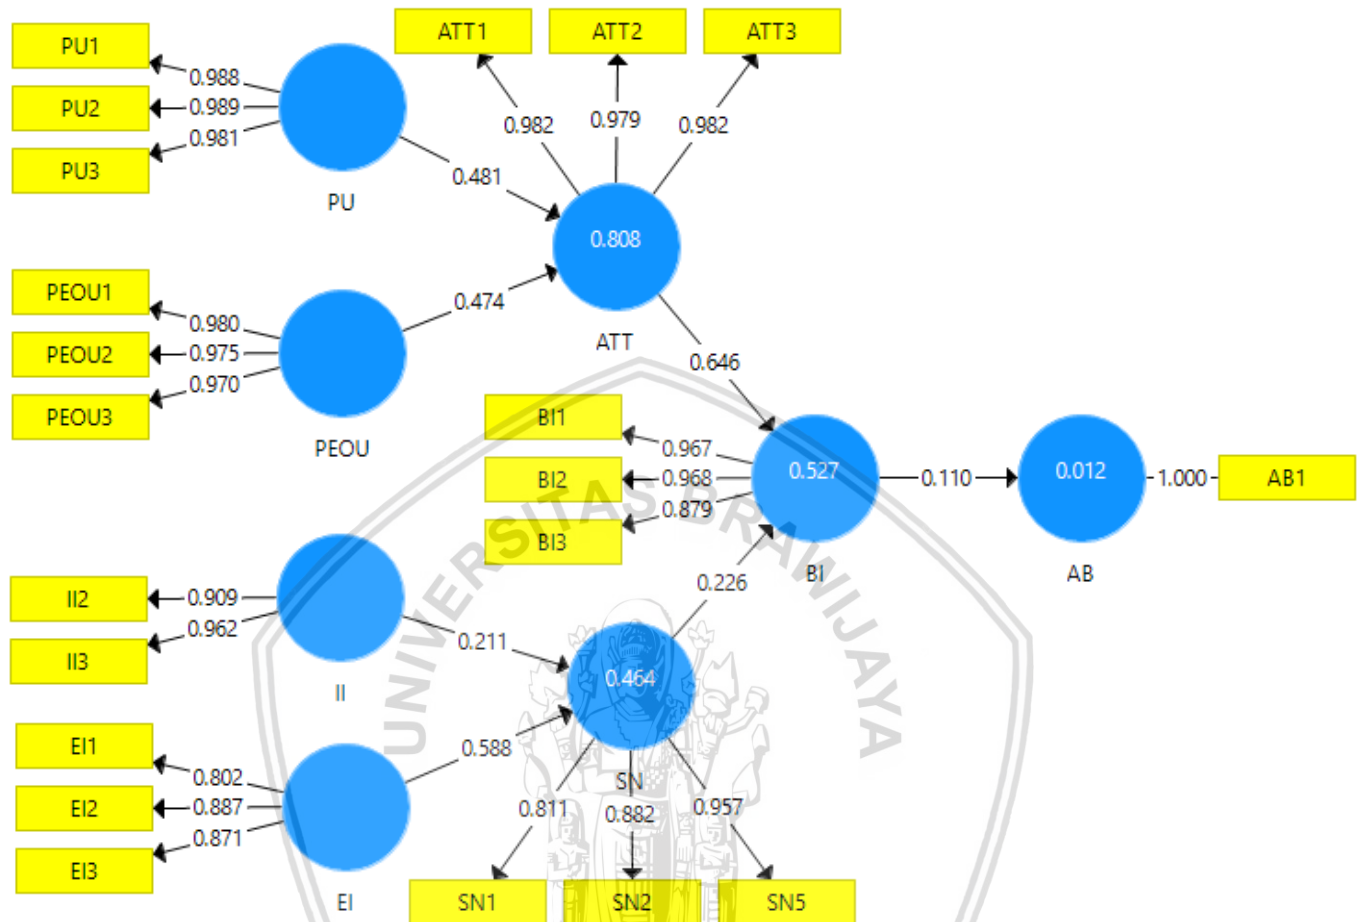 PU1
PU2
PU3
0.988
0.989
0.981
PU
ATT1
ATT2
ATT3
0.982
0.979
0.982
0.481
0.808
ATT
PEOU1
PEOU2
PEOU3
0.980
0.975
0.970
PEOU
0.474
0.646
BI1
BI2
BI3
0.967
0.968
0.879
0.527
BI
0.110
0.012
AB
1.000
AB1
UNIVERSITAS BRAWIJAYA
II2
II3
0.909
0.962
II
0.211
0.226
0.464
SN
EI1
EI2
EI3
0.802
0.887
0.871
EI
0.588
0.811
0.882
0.957
SN1
SN2
SN5